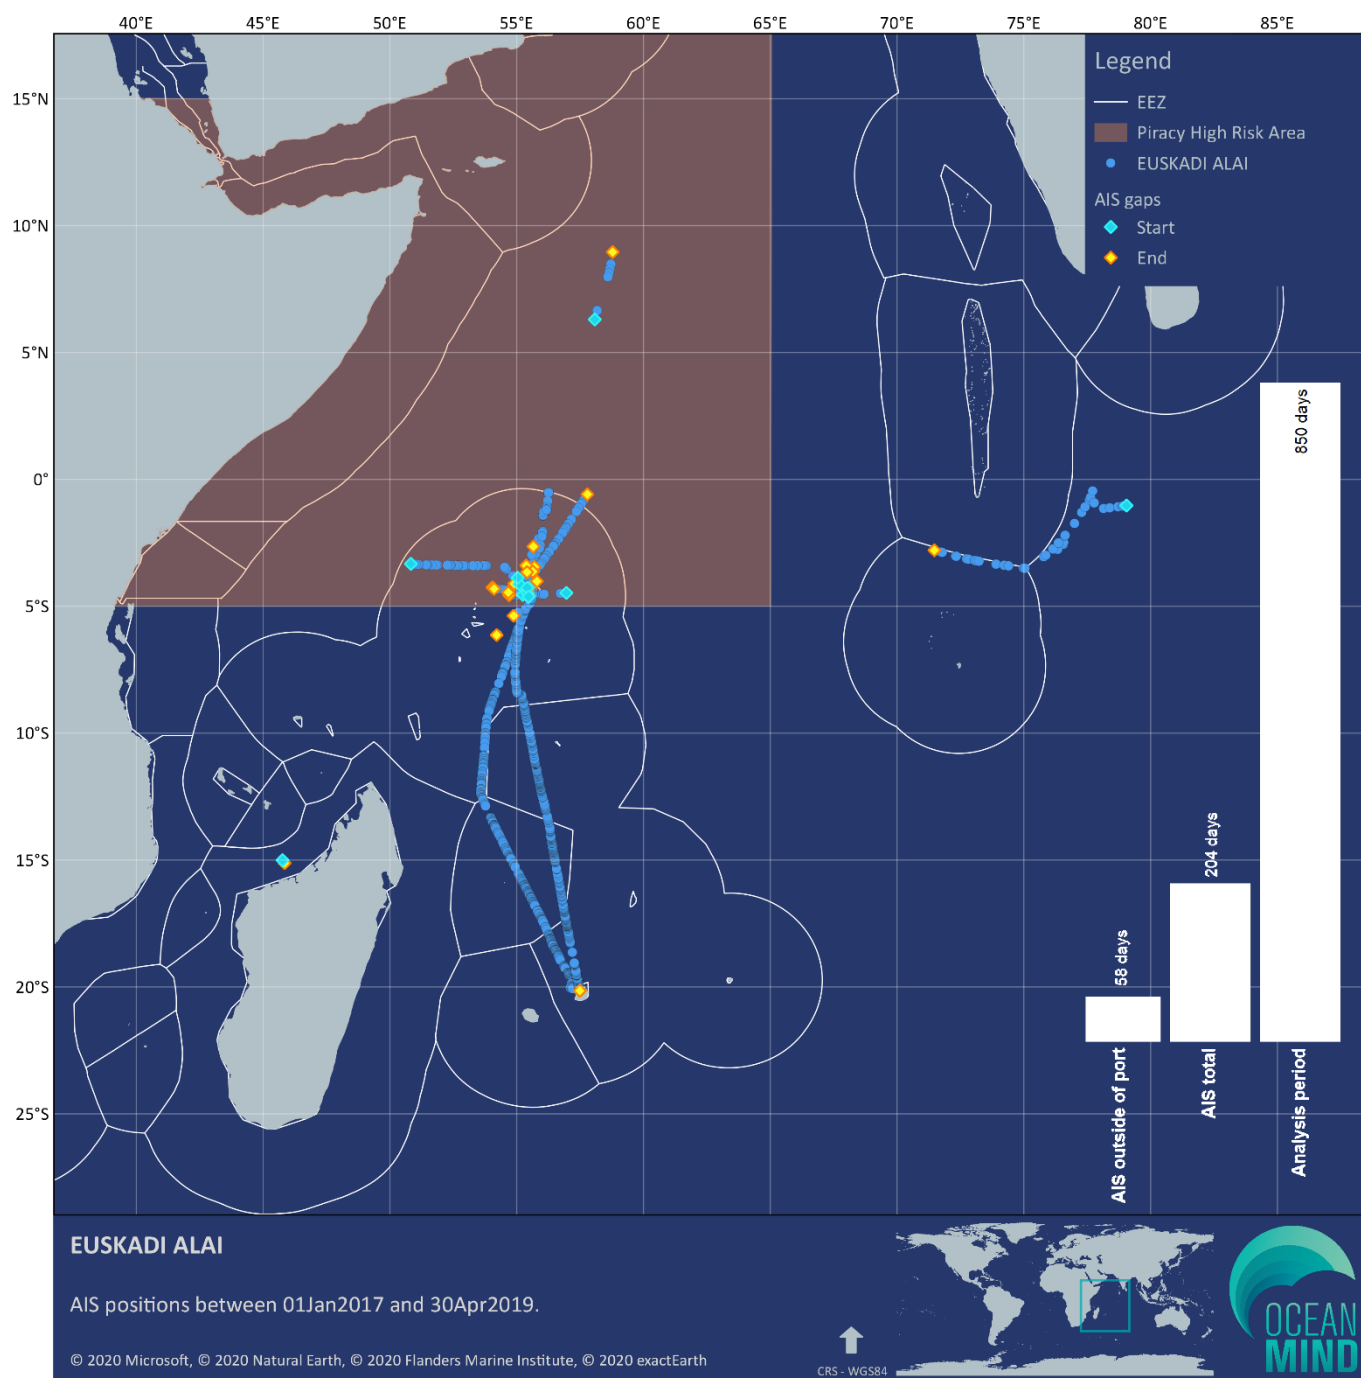 40°E 45°E 50°E 55°E 60°E 65°E 70°E 75°E 80°E 85°E
15°N
10°N
5°N
0°
5°S
10°S
15°S
20°S
25°S
Legend
EEZ
Piracy High Risk Area
EUSKADI ALAI
AIS gaps
Start
End
58 days
204 days
850 days
AIS outside of port
AIS total
Analysis period
EUSKADI ALAI
AIS positions between 01Jan2017 and 30Apr2019.
© 2020 Microsoft, © 2020 Natural Earth, © 2020 Flanders Marine Institute, © 2020 exactEarth
CRS - WGS84
OCEAN
MIND